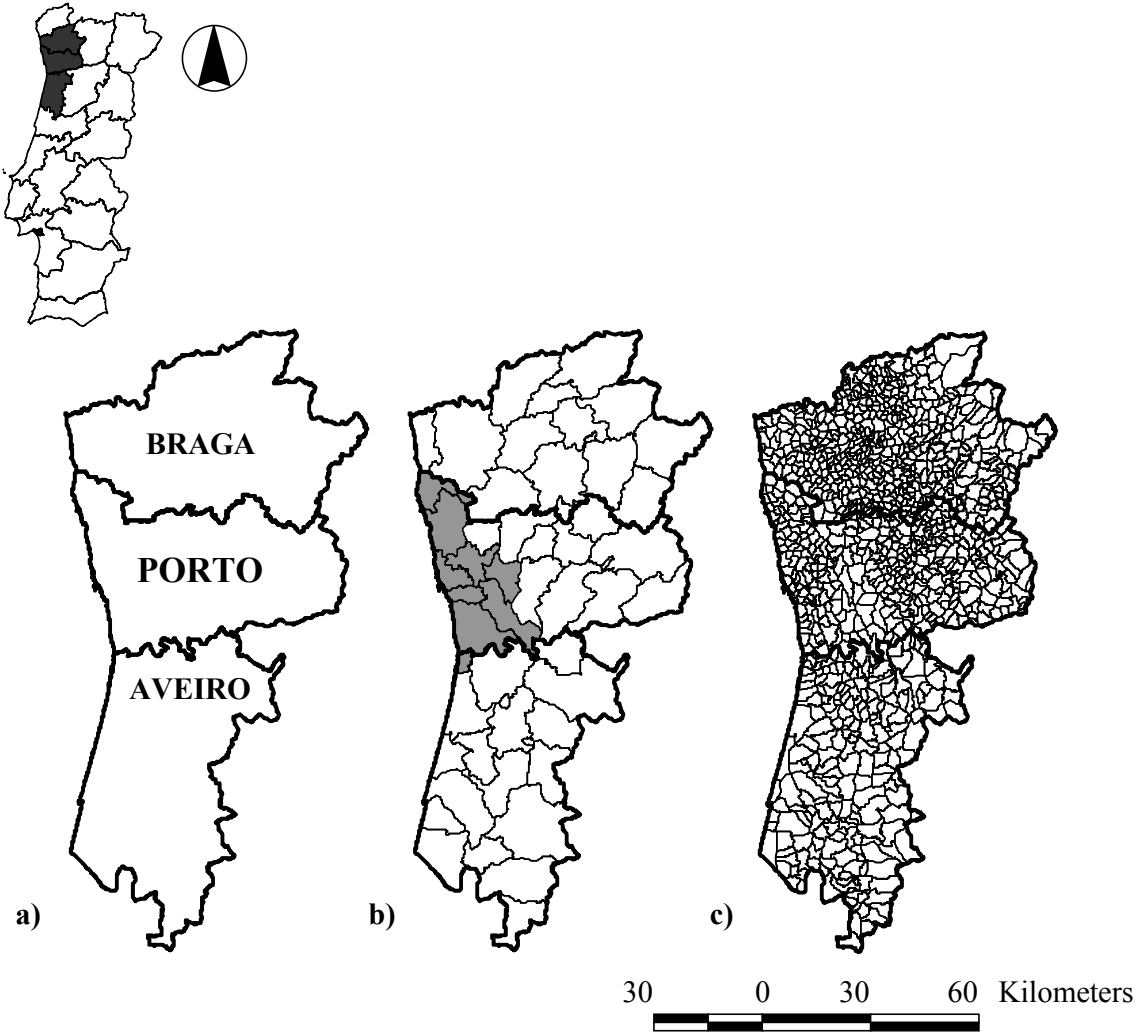 BRAGA
PORTO
AVEIRO
a)
b)
c)
30 0 30 60 Kilometers